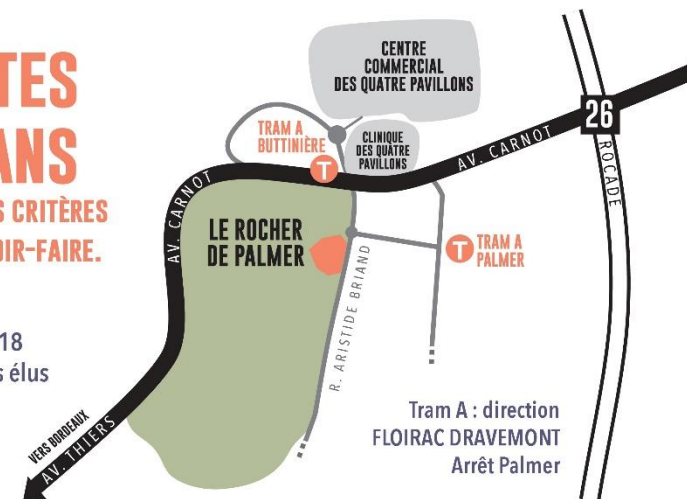 TES
ANS
S CRITÈRES
OIR-FAIRE.
18
s élus
CENTRE
COMMERCIAL
DES QUATRE PAVILLONS
TRAM A
BUTTINIÈRE
T
CLINIQUE
DES QUATRE
PAVILLONS
AV. CARNOT
26
ROCADE
AV. CARNOT
LE ROCHER
DE PALMER
T
TRAM A
PALMER
R. ARISTIDE BRIAND
VERS BORDEAUX
AV. THIERS
Tram A : direction
FLOIRAC DRAVEMONT
Arrêt Palmer